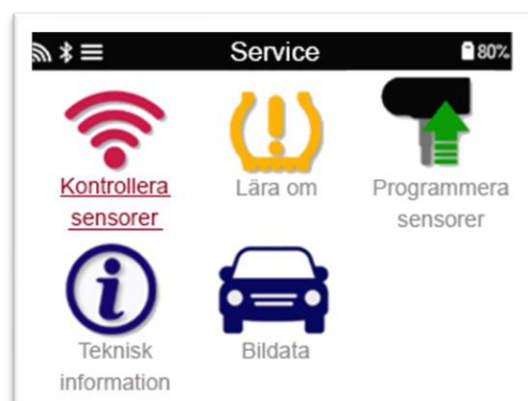 Service
80%
Kontrollera
sensorer
Lära om
Programmera
sensorer
Teknisk
information
Bildata